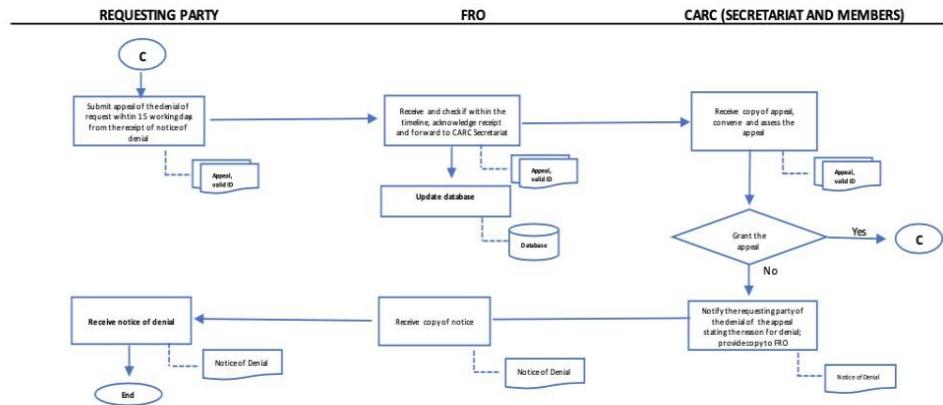 REQUESTING PARTY
FRO
CARC (SECRETARIAT AND MEMBERS)
C
Submit appeal of the denial of
request wihtin 15 working days
from the receipt of notice of
denial
Appeal,
valid ID
Receive and check if within the
timeline, acknowledge receipt
and forward to CARC Secretariat
Appeal,
valid ID
Update database
Database
Receive copy of appeal,
convene and assess the
appeal
Appeal,
valid ID
Grant the
appeal
Yes
C
No
Receive notice of denial
Notice of Denial
End
Receive copy of notice
Notice of Denial
Notify the requesting party of
the denial of the appeal
stating the reason for denial;
provide copy to FRO
Notice of Denial